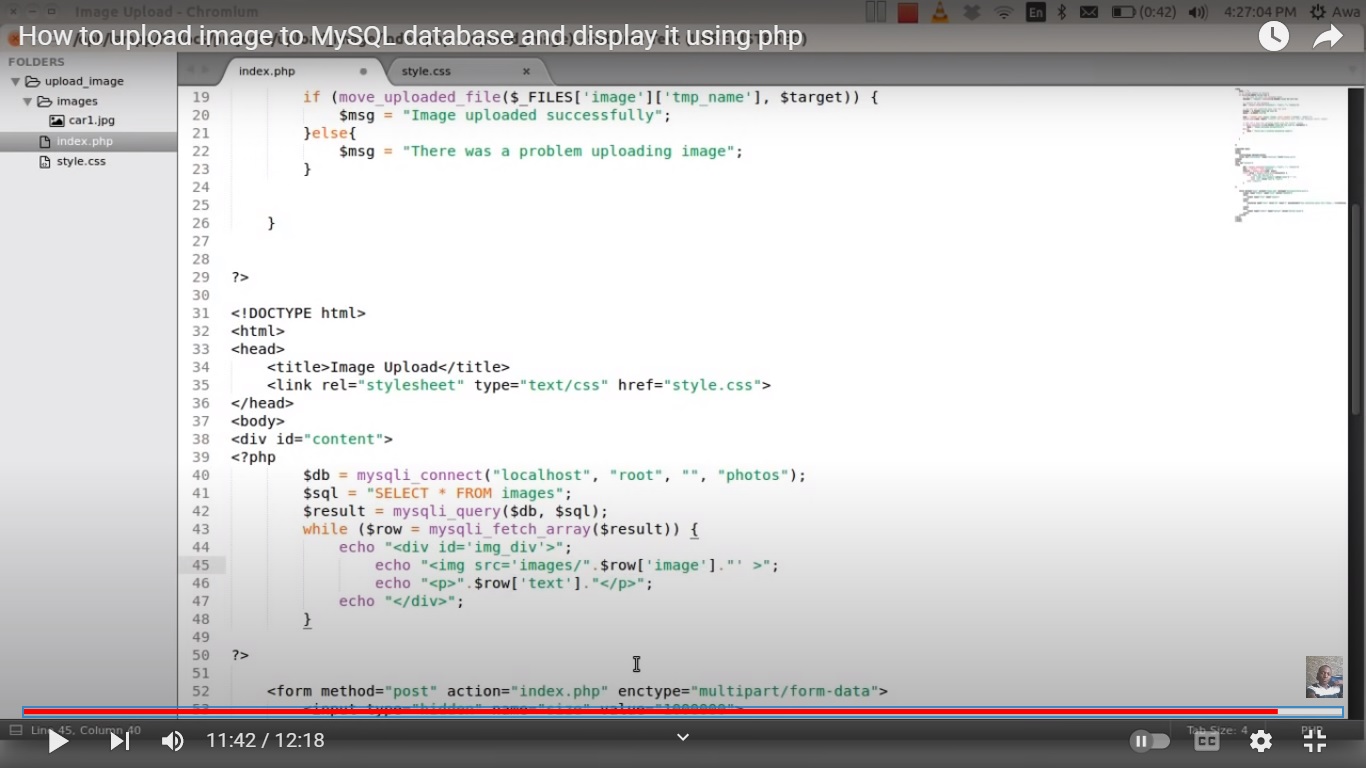 Image Upload - Chromium
En
(0:42)
4:27:04 PM
Awa
How to upload image to MySQL database and display it using php
FOLDERS
upload_image
images
car1.jpg
index.php
style.css
index.php
style.css
19 if (move_uploaded_file($_FILES['image']['tmp_name'], $target)) {
20 $msg = "Image uploaded successfully";
21 }else{
22 $msg = "There was a problem uploading image";
23 }
24
25
26 }
27
28
29 ?>
30
31 <!DOCTYPE html>
32 <html>
33 <head>
34 <title>Image Upload</title>
35 <link rel="stylesheet" type="text/css" href="style.css">
36 </head>
37 <body>
38 <div id="content">
39 <?php
40 $db = mysqli_connect("localhost", "root", "", "photos");
41 $sql = "SELECT * FROM images";
42 $result = mysqli_query($db, $sql);
43 while ($row = mysqli_fetch_array($result)) {
44 echo "<div id='img_div'>";
45 echo "<img src='images/".$row['image']."' >";
46 echo "<p>".$row['text']."</p>";
47 echo "</div>";
48 }
49
50 ?>
51
52 <form method="post" action="index.php" enctype="multipart/form-data">
53 <input type="hidden" name="size" value="1000000">
Line 45, Column 40
Tab Size: 4
PHP
11:42 / 12:18
CC